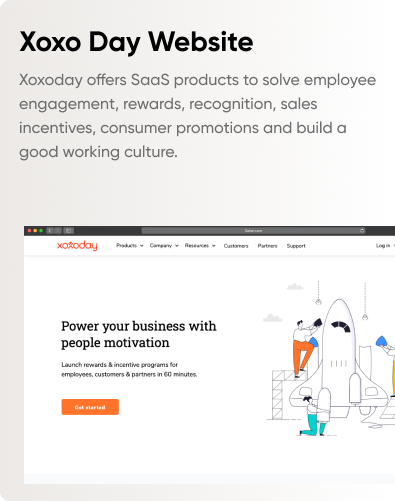 Xoxo Day Website
Xoxoday offers SaaS products to solve employee
engagement, rewards, recognition, sales
incentives, consumer promotions and build a
good working culture.
xoxoday Products Company Resources Customers Partners Support Log in
Power your business with
people motivation
Launch rewards & incentive programs for
employees, customers & partners in 60 minutes.
Get started